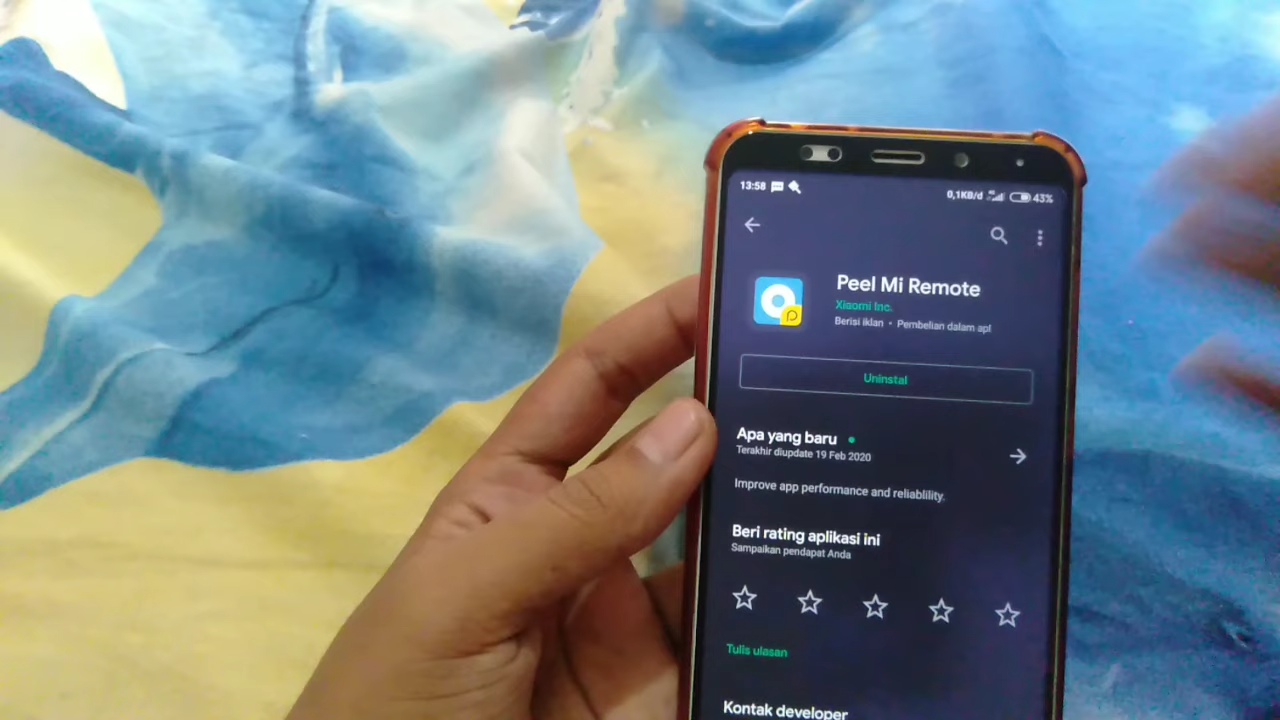 13:58
0,1KB/d 43%
Peel Mi Remote
Xiaomi Inc.
Berisi iklan • Pembelian dalam apl
Uninstal
Apa yang baru
Terakhir diupdate 19 Feb 2020
Improve app performance and reliablility.
Beri rating aplikasi ini
Sampaikan pendapat Anda
Tulis ulasan
Kontak developer